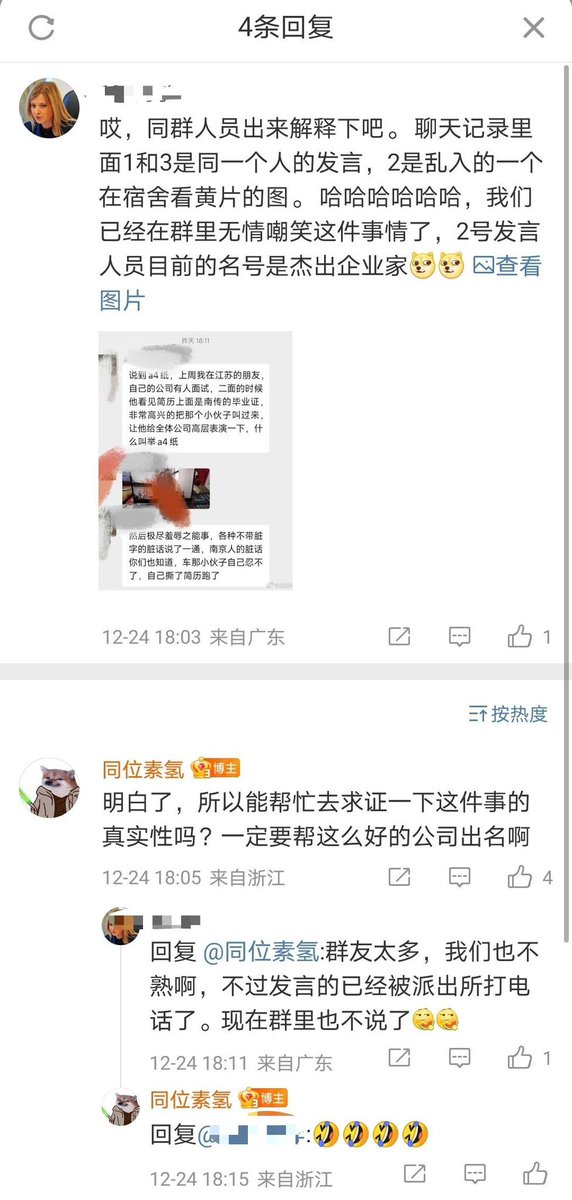 4条回复
哎，同群人员出来解释下吧。聊天记录里
面1和3是同一个人的发言，2是乱入的一个
在宿舍看黄片的图。哈哈哈哈哈哈，我们
已经在群里无情嘲笑这件事情了，2号发言
人员目前的名号是杰出企业家 查看
图片
昨天 18:11
说到a4纸，上周我在江苏的朋友，
自己的公司有人面试，二面的时候
他看见简历上面是南传的毕业证，
非常高兴的把那个小伙子叫过来，
让他给全体公司高层表演一下，什
么叫举a4纸
然后极尽羞辱之能事，各种不带脏
字的脏话说了一通，南京人的脏话
你们也知道，车那小伙子自己忍不
了，自己撕了简历跑了
12-24 18:03 来自广东
1
按热度
同位素氢 3 博主
明白了，所以能帮忙去求证一下这件事的
真实性吗？一定要帮这么好的公司出名啊
12-24 18:05 来自浙江
4
回复 @同位素氢:群友太多，我们也不
熟啊，不过发言的已经被派出所打电
话了。现在群里也不说了
12-24 18:11 来自广东
1
同位素氢 3 博主
回复@ :
12-24 18:15 来自浙江